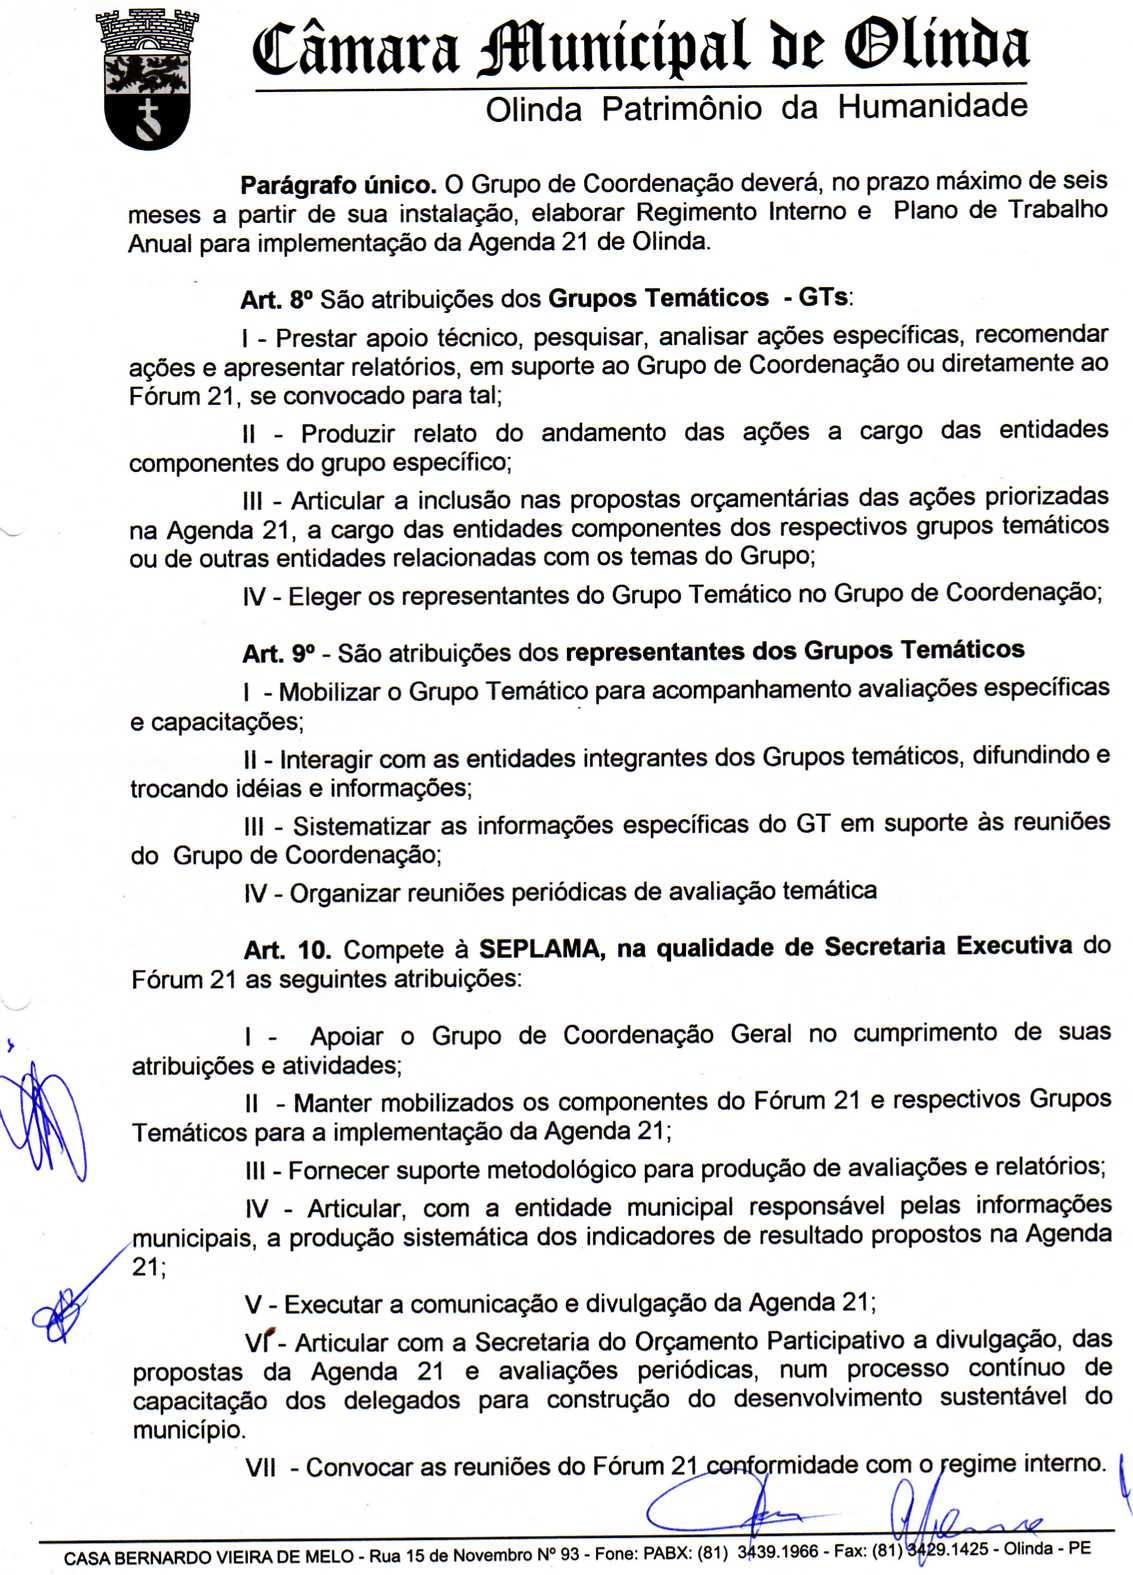 Câmara Municipal de Olinda
Olinda Patrimônio da Humanidade
Parágrafo único. O Grupo de Coordenação deverá, no prazo máximo de seis
meses a partir de sua instalação, elaborar Regimento Interno e Plano de Trabalho
Anual para implementação da Agenda 21 de Olinda.
Art. 8º São atribuições dos Grupos Temáticos - GTs:
I - Prestar apoio técnico, pesquisar, analisar ações específicas, recomendar
ações e apresentar relatórios, em suporte ao Grupo de Coordenação ou diretamente ao
Fórum 21, se convocado para tal;
II - Produzir relato do andamento das ações a cargo das entidades
componentes do grupo específico;
III - Articular a inclusão nas propostas orçamentárias das ações priorizadas
na Agenda 21, a cargo das entidades componentes dos respectivos grupos temáticos
ou de outras entidades relacionadas com os temas do Grupo;
IV - Eleger os representantes do Grupo Temático no Grupo de Coordenação;
Art. 9º - São atribuições dos representantes dos Grupos Temáticos
I - Mobilizar o Grupo Temático para acompanhamento avaliações específicas
e capacitações;
II - Interagir com as entidades integrantes dos Grupos temáticos, difundindo e
trocando idéias e informações;
III - Sistematizar as informações específicas do GT em suporte às reuniões
do Grupo de Coordenação;
IV - Organizar reuniões periódicas de avaliação temática
Art. 10. Compete à SEPLAMA, na qualidade de Secretaria Executiva do
Fórum 21 as seguintes atribuições:
I - Apoiar o Grupo de Coordenação Geral no cumprimento de suas
atribuições e atividades;
II - Manter mobilizados os componentes do Fórum 21 e respectivos Grupos
Temáticos para a implementação da Agenda 21;
III - Fornecer suporte metodológico para produção de avaliações e relatórios;
IV - Articular, com a entidade municipal responsável pelas informações
municipais, a produção sistemática dos indicadores de resultado propostos na Agenda
21;
V - Executar a comunicação e divulgação da Agenda 21;
VI - Articular com a Secretaria do Orçamento Participativo a divulgação, das
propostas da Agenda 21 e avaliações periódicas, num processo contínuo de
capacitação dos delegados para construção do desenvolvimento sustentável do
município.
VII - Convocar as reuniões do Fórum 21 conformidade com o regime interno.
CASA BERNARDO VIEIRA DE MELO - Rua 15 de Novembro Nº 93 - Fone: PABX: (81) 3439.1966 - Fax: (81) 3429.1425 - Olinda - PE